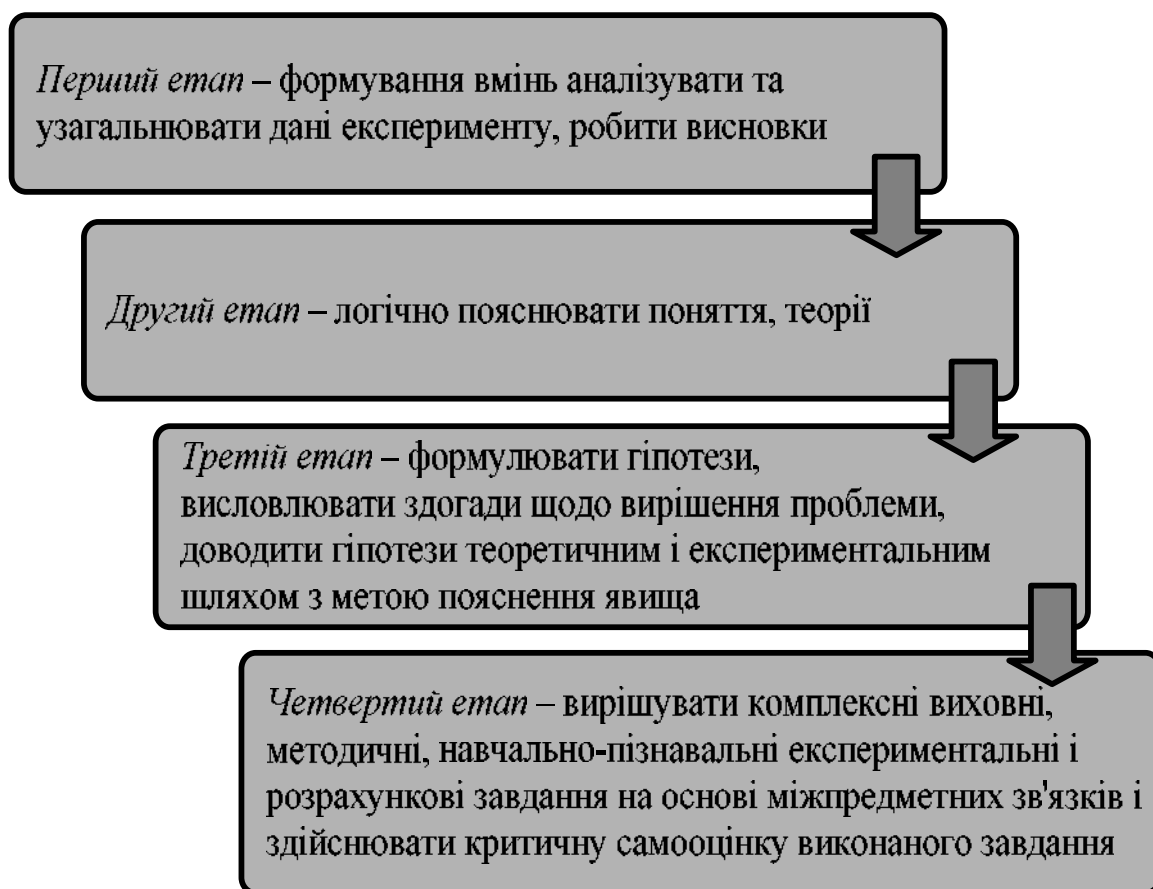 Перший етап – формування вмінь аналізувати та
узагальнювати дані експерименту, робити висновки
Другий етап – логічно пояснювати поняття, теорії
Третій етап – формулювати гіпотези,
висловлювати здогади щодо вирішення проблеми,
доводити гіпотези теоретичним і експериментальним
шляхом з метою пояснення явища
Четвертий етап – вирішувати комплексні виховні,
методичні, навчально-пізнавальні експериментальні і
розрахункові завдання на основі міжпредметних зв'язків і
здійснювати критичну самооцінку виконаного завдання